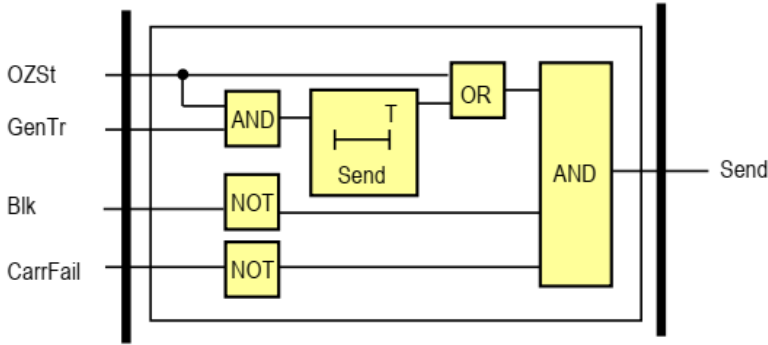 OZSt
GenTr
Blk
CarrFail
AND
NOT
NOT
T
Send
OR
AND
Send